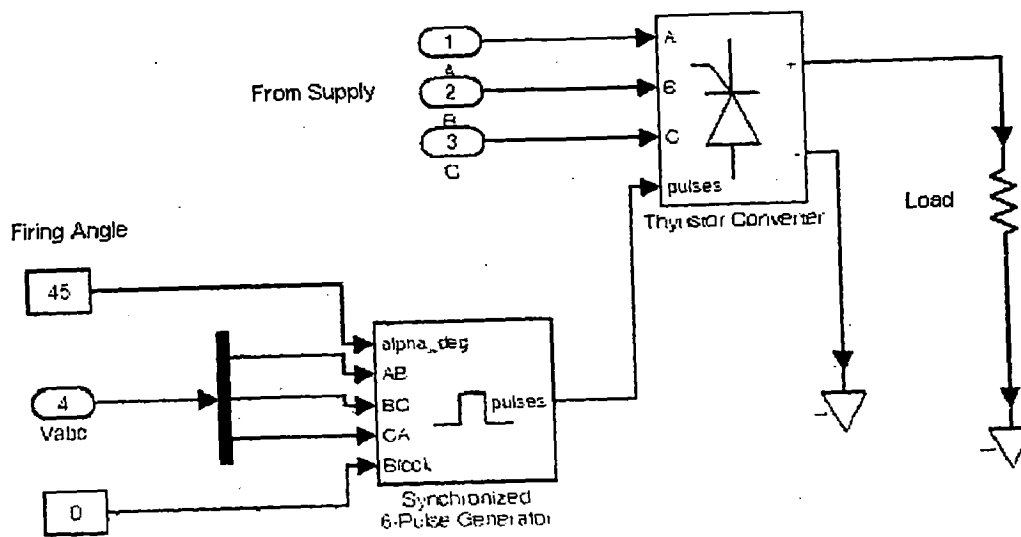 1
A
A
+
From Supply
2
B
B
3
C
C
-
pulses
Thyristor Converter
Load
Firing Angle
45
alpha_deg
AB
BC
pulses
4
Vabc
CA
Block
0
Synchronized
6-Pulse Generator